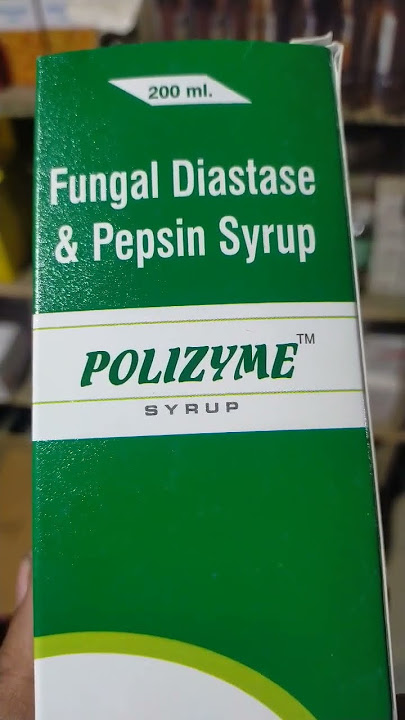 200 ml.
Fungal Diastase
& Pepsin Syrup
POLIZYME™
SYRUP